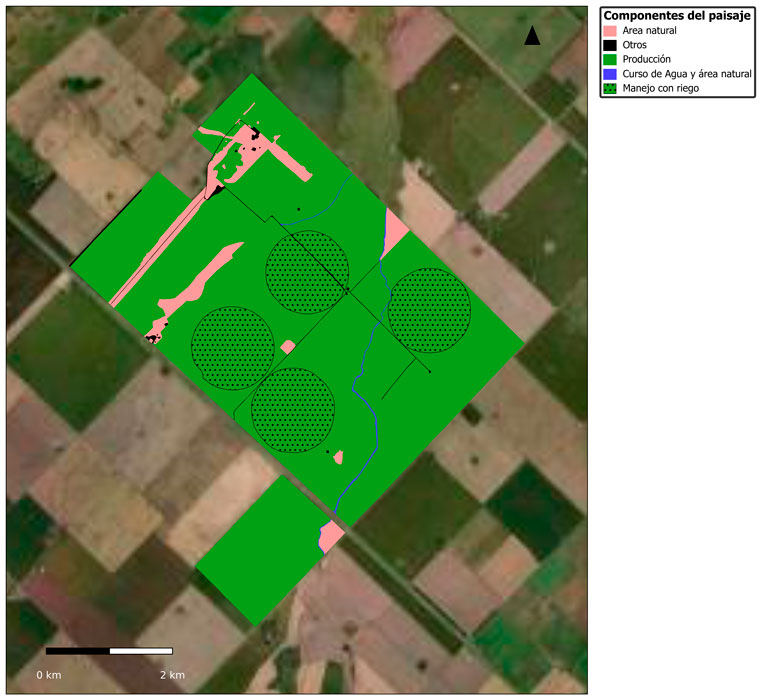 Componentes del paisaje
Area natural
Otros
Producción
Curso de Agua y área natural
Manejo con riego
0 km 2 km